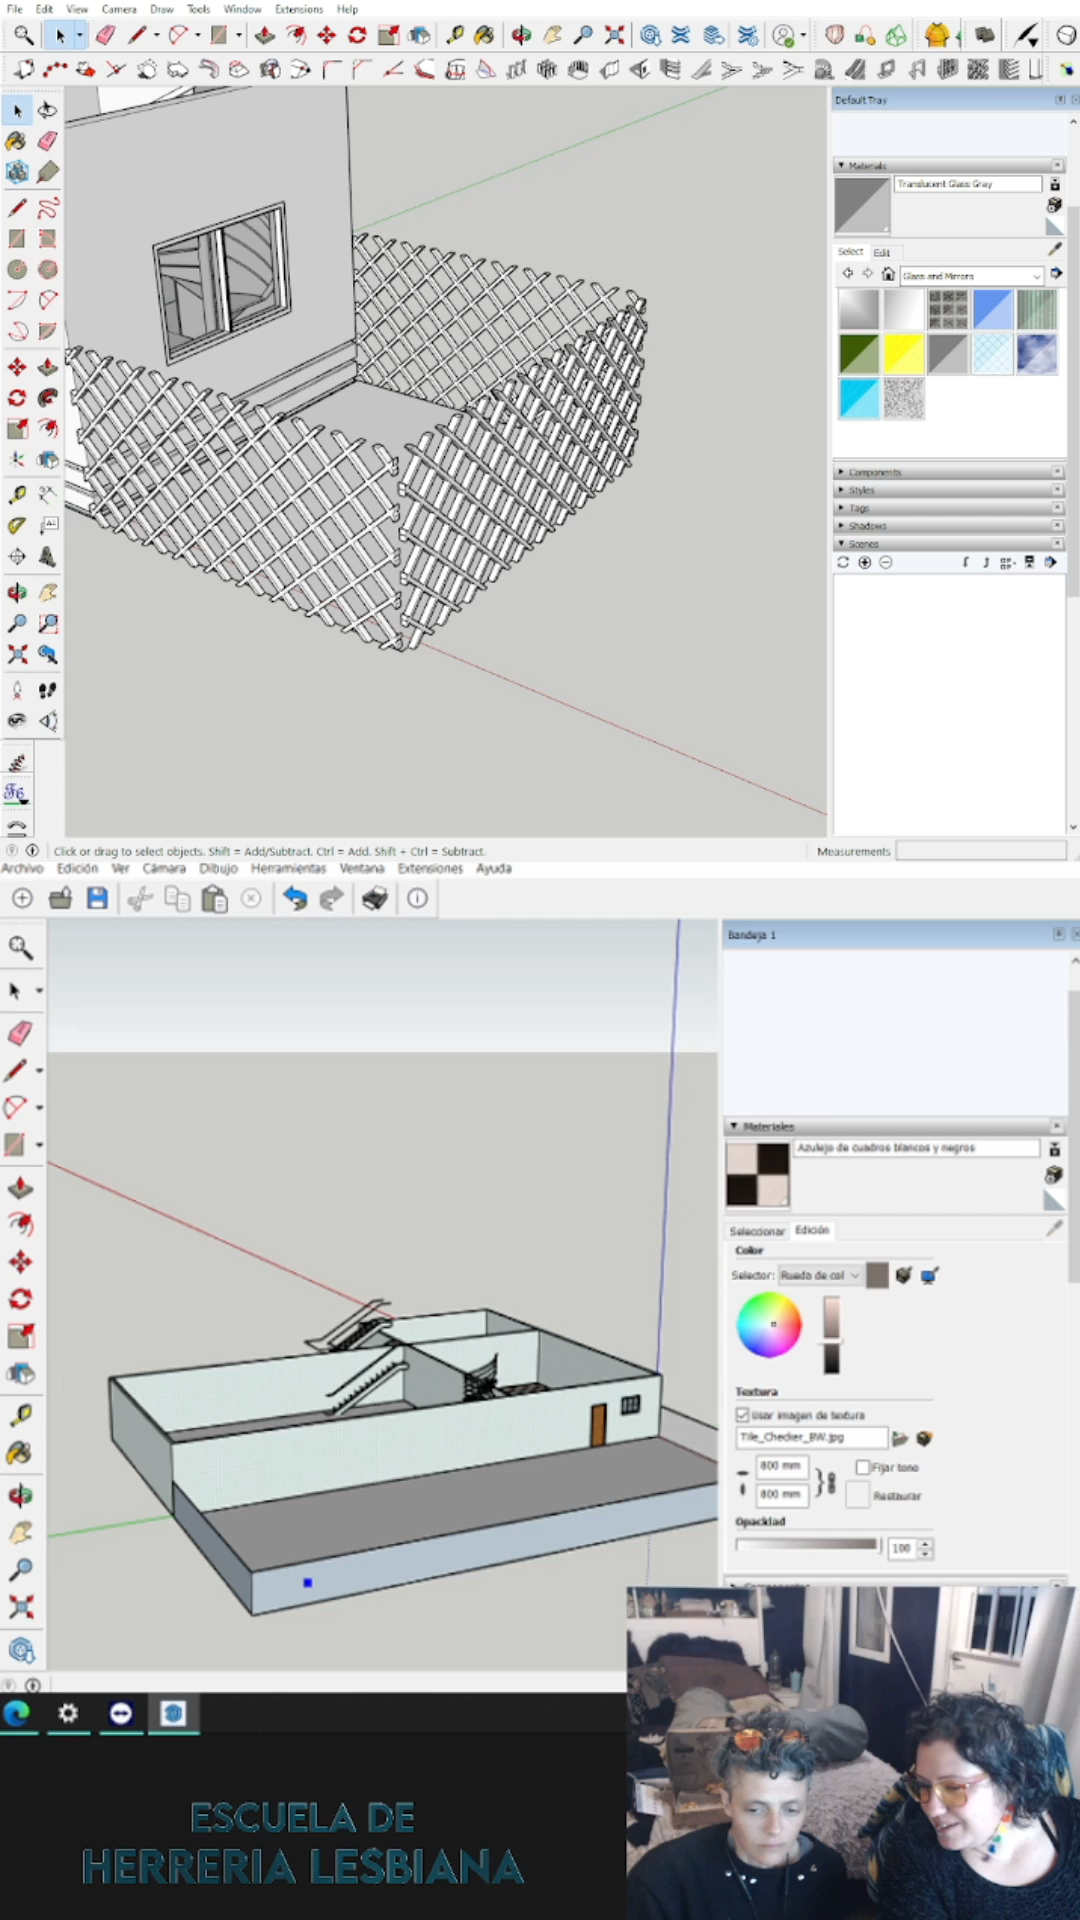 File Edit View Camera Draw Tools Window Extensions Help
Default Tray
Materials
Translucent Glass Gray
Select Edit
Glass and Mirrors
Components
Styles
Tags
Shadows
Scenes
Click or drag to select objects. Shift = Add/Subtract. Ctrl = Add. Shift + Ctrl = Subtract.
Measurements
Archivo Edición Ver Cámara Dibujo Herramientas Ventana Extensiones Ayuda
Bandeja 1
Materiales
Azulejo de cuadros blancos y negros
Seleccionar Edición
Color
Selector: Rueda de col
Textura
Usar imagen de textura
Tile_Checker_BW.jpg
800 mm
Fijar tono
800 mm
Restaurar
Opacidad
100
ESCUELA DE
HERRERIA LESBIANA